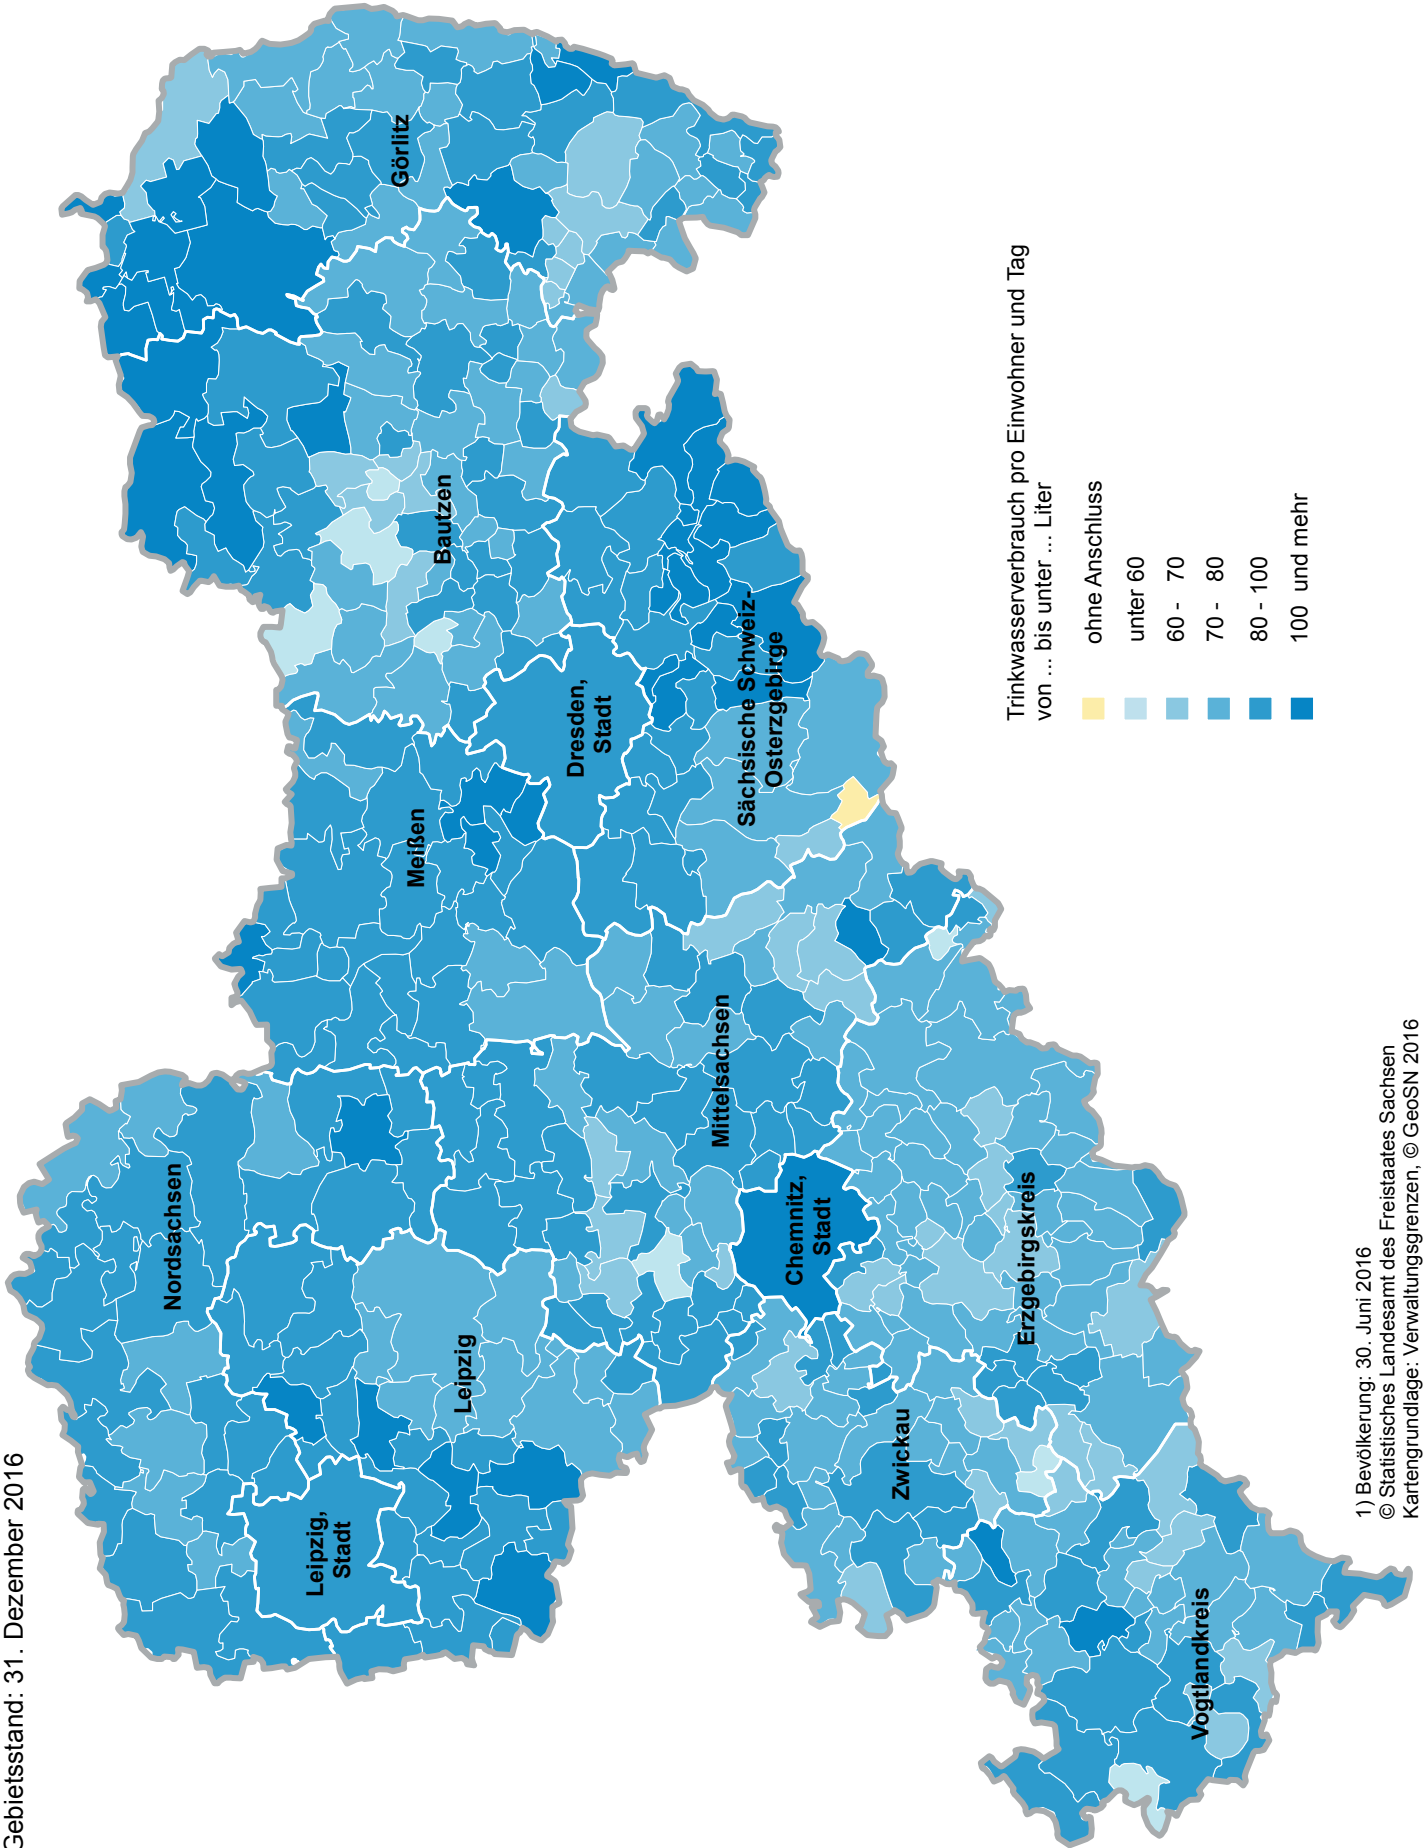 Gebietsstand: 31. Dezember 2016
Nordsachsen
Leipzig,
Stadt
Leipzig
Meißen
Bautzen
Görlitz
Dresden,
Stadt
Mittelsachsen
Sächsische Schweiz-
Osterzgebirge
Chemnitz,
Stadt
Zwickau
Erzgebirgskreis
Vogtlandkreis
Trinkwasserverbrauch pro Einwohner und Tag
von ... bis unter ... Liter
ohne Anschluss
unter 60
60 - 70
70 - 80
80 - 100
100 und mehr
1) Bevölkerung: 30. Juni 2016
© Statistisches Landesamt des Freistaates Sachsen
Kartengrundlage: Verwaltungsgrenzen, © GeoSN 2016